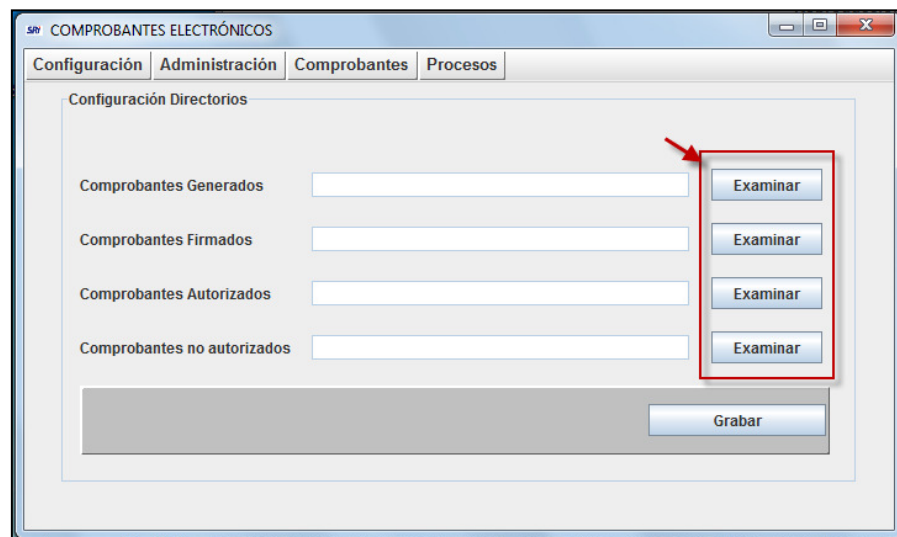 SRI COMPROBANTES ELECTRÓNICOS
Configuración Administración Comprobantes Procesos
Configuración Directorios
Comprobantes Generados Examinar
Comprobantes Firmados Examinar
Comprobantes Autorizados Examinar
Comprobantes no autorizados Examinar
Grabar